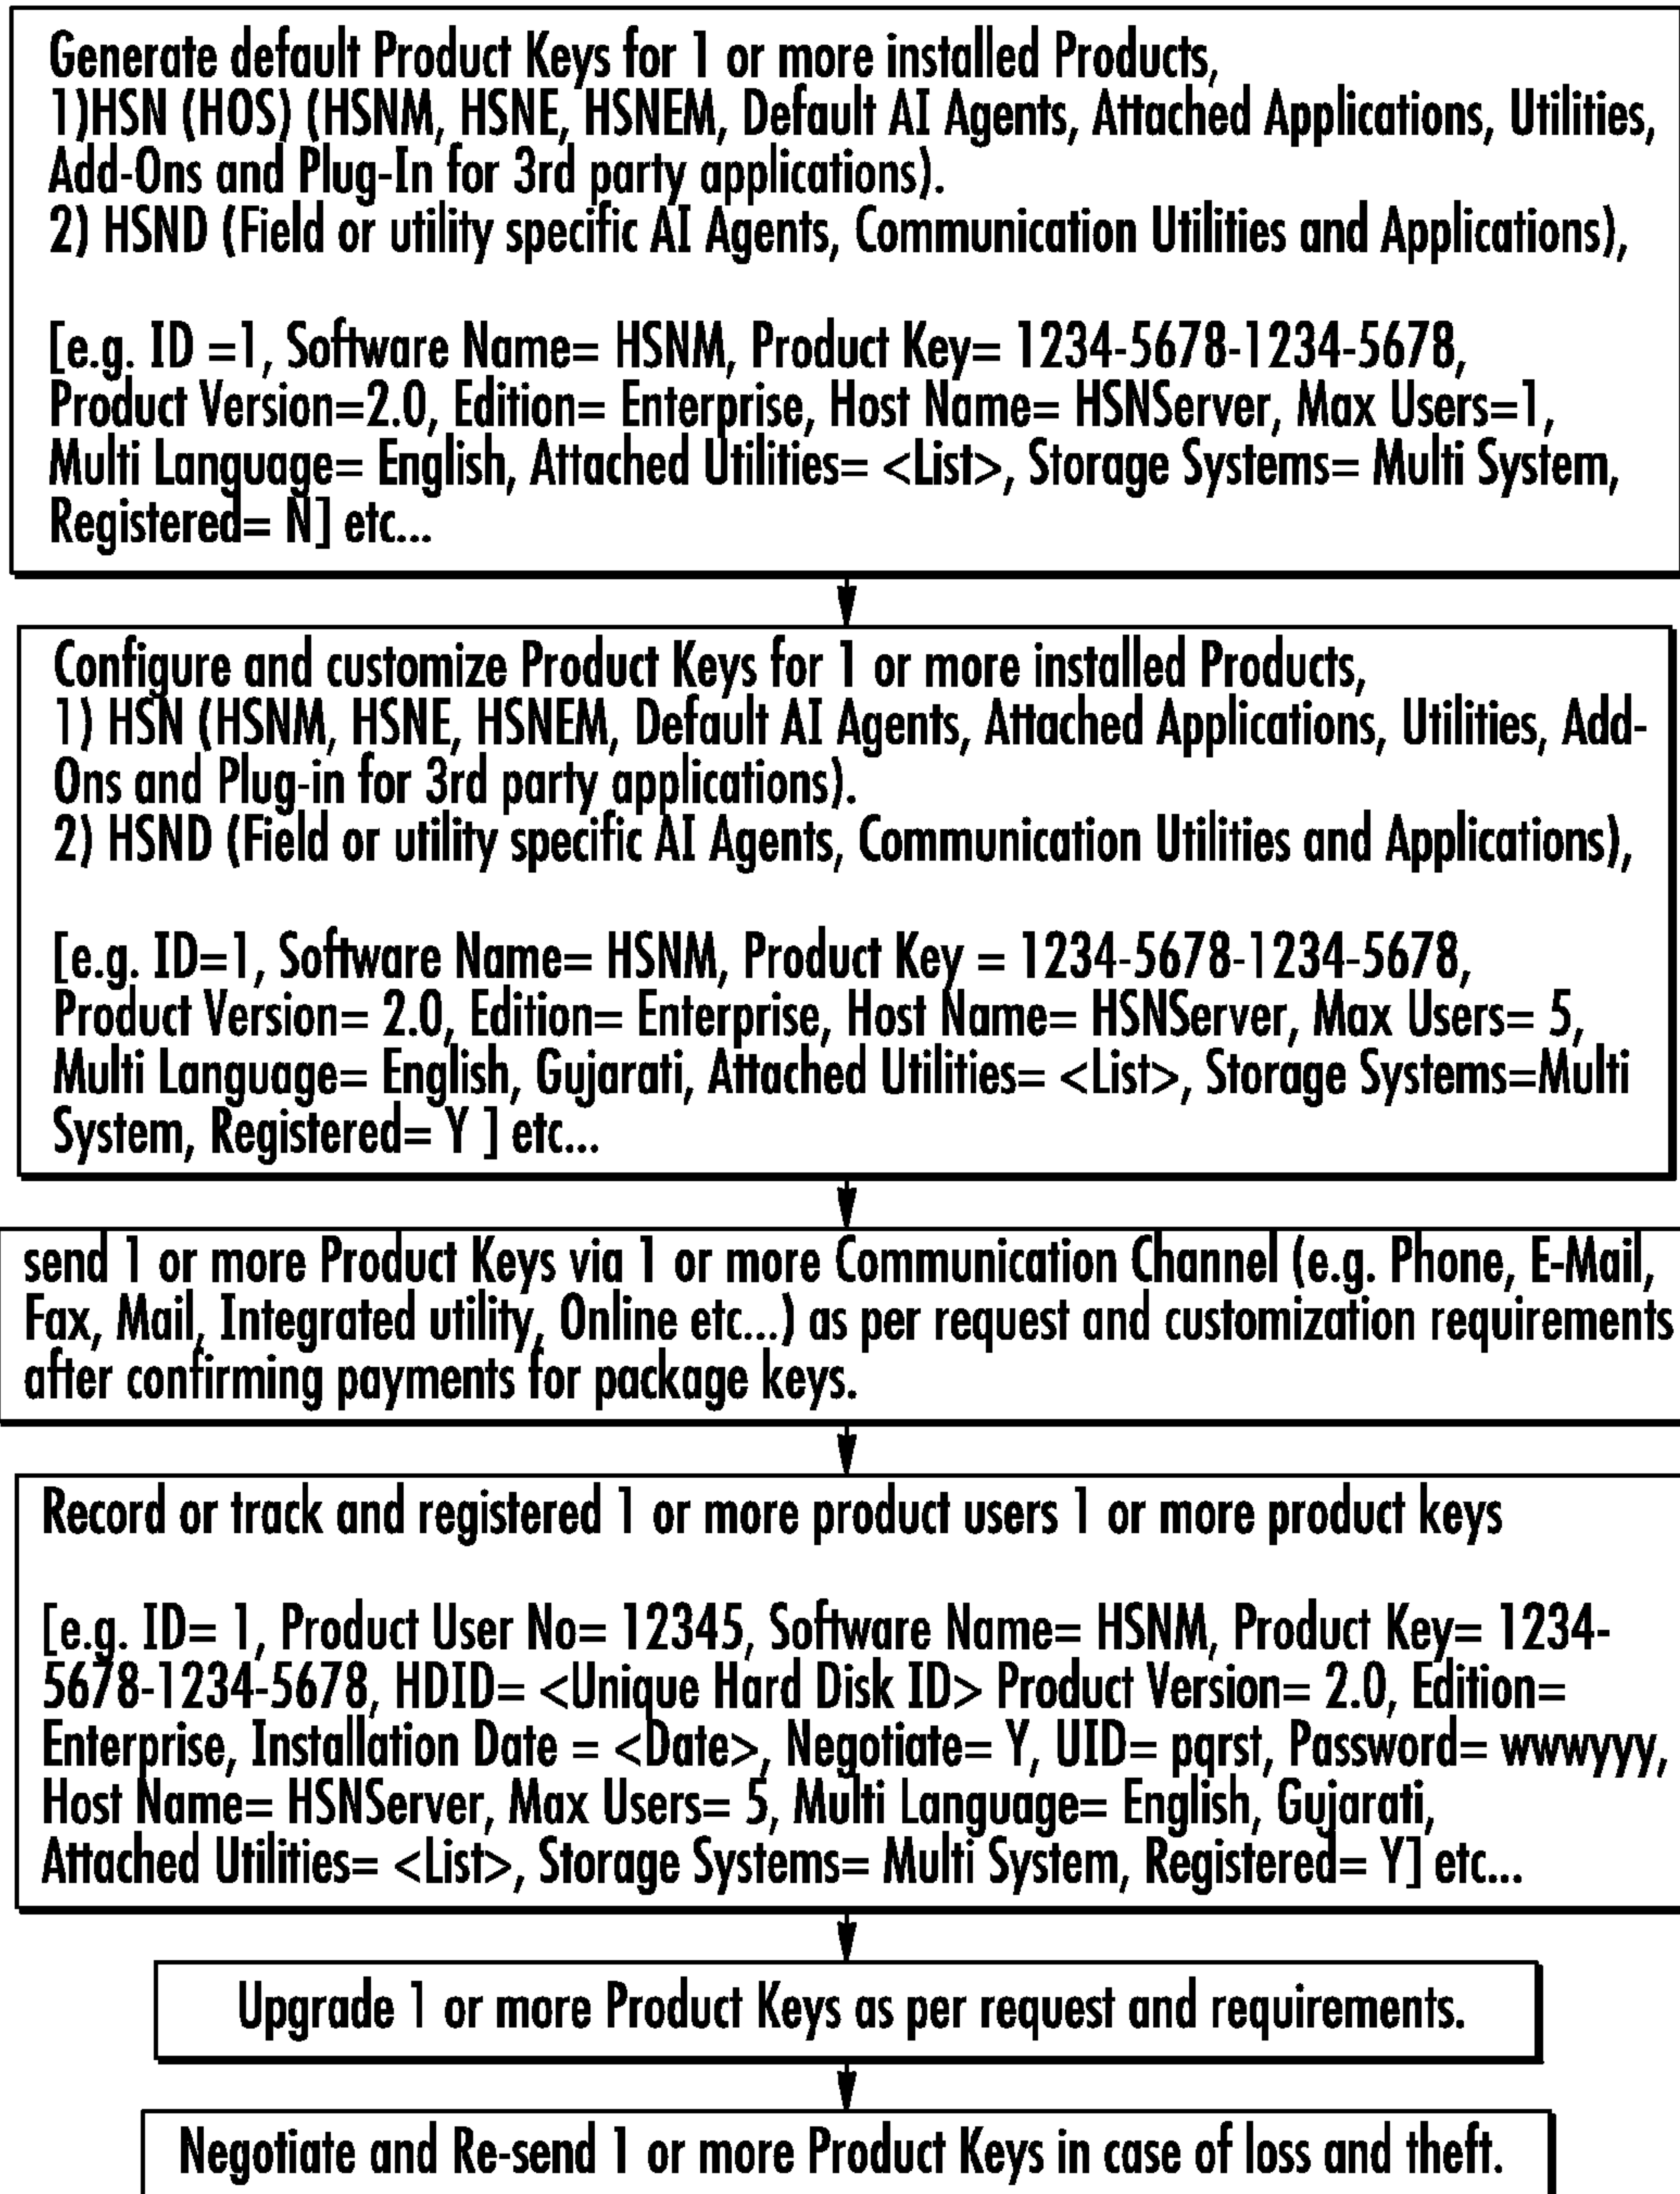 Generate default Product Keys for 1 or more installed Products,
1)HSN (HOS) (HSNM, HSNE, HSNEM, Default AI Agents, Attached Applications, Utilities,
Add-Ons and Plug-In for 3rd party applications).
2) HSND (Field or utility specific AI Agents, Communication Utilities and Applications),
[e.g. ID =1, Software Name= HSNM, Product Key= 1234-5678-1234-5678,
Product Version=2.0, Edition= Enterprise, Host Name= HSNServer, Max Users=1,
Multi Language= English, Attached Utilities= <List>, Storage Systems= Multi System,
Registered= N] etc...
Configure and customize Product Keys for 1 or more installed Products,
1) HSN (HSNM, HSNE, HSNEM, Default AI Agents, Attached Applications, Utilities, Add-
Ons and Plug-in for 3rd party applications).
2) HSND (Field or utility specific AI Agents, Communication Utilities and Applications),
[e.g. ID=1, Software Name= HSNM, Product Key = 1234-5678-1234-5678,
Product Version= 2.0, Edition= Enterprise, Host Name= HSNServer, Max Users= 5,
Multi Language= English, Gujarati, Attached Utilities= <List>, Storage Systems=Multi
System, Registered= Y ] etc...
send 1 or more Product Keys via 1 or more Communication Channel (e.g. Phone, E-Mail,
Fax, Mail, Integrated utility, Online etc...) as per request and customization requirements
after confirming payments for package keys.
Record or track and registered 1 or more product users 1 or more product keys
[e.g. ID= 1, Product User No= 12345, Software Name= HSNM, Product Key= 1234-
5678-1234-5678, HDID= <Unique Hard Disk ID> Product Version= 2.0, Edition=
Enterprise, Installation Date = <Date>, Negotiate= Y, UID= pqrst, Password= wwwyyy,
Host Name= HSNServer, Max Users= 5, Multi Language= English, Gujarati,
Attached Utilities= <List>, Storage Systems= Multi System, Registered= Y] etc...
Upgrade 1 or more Product Keys as per request and requirements.
Negotiate and Re-send 1 or more Product Keys in case of loss and theft.